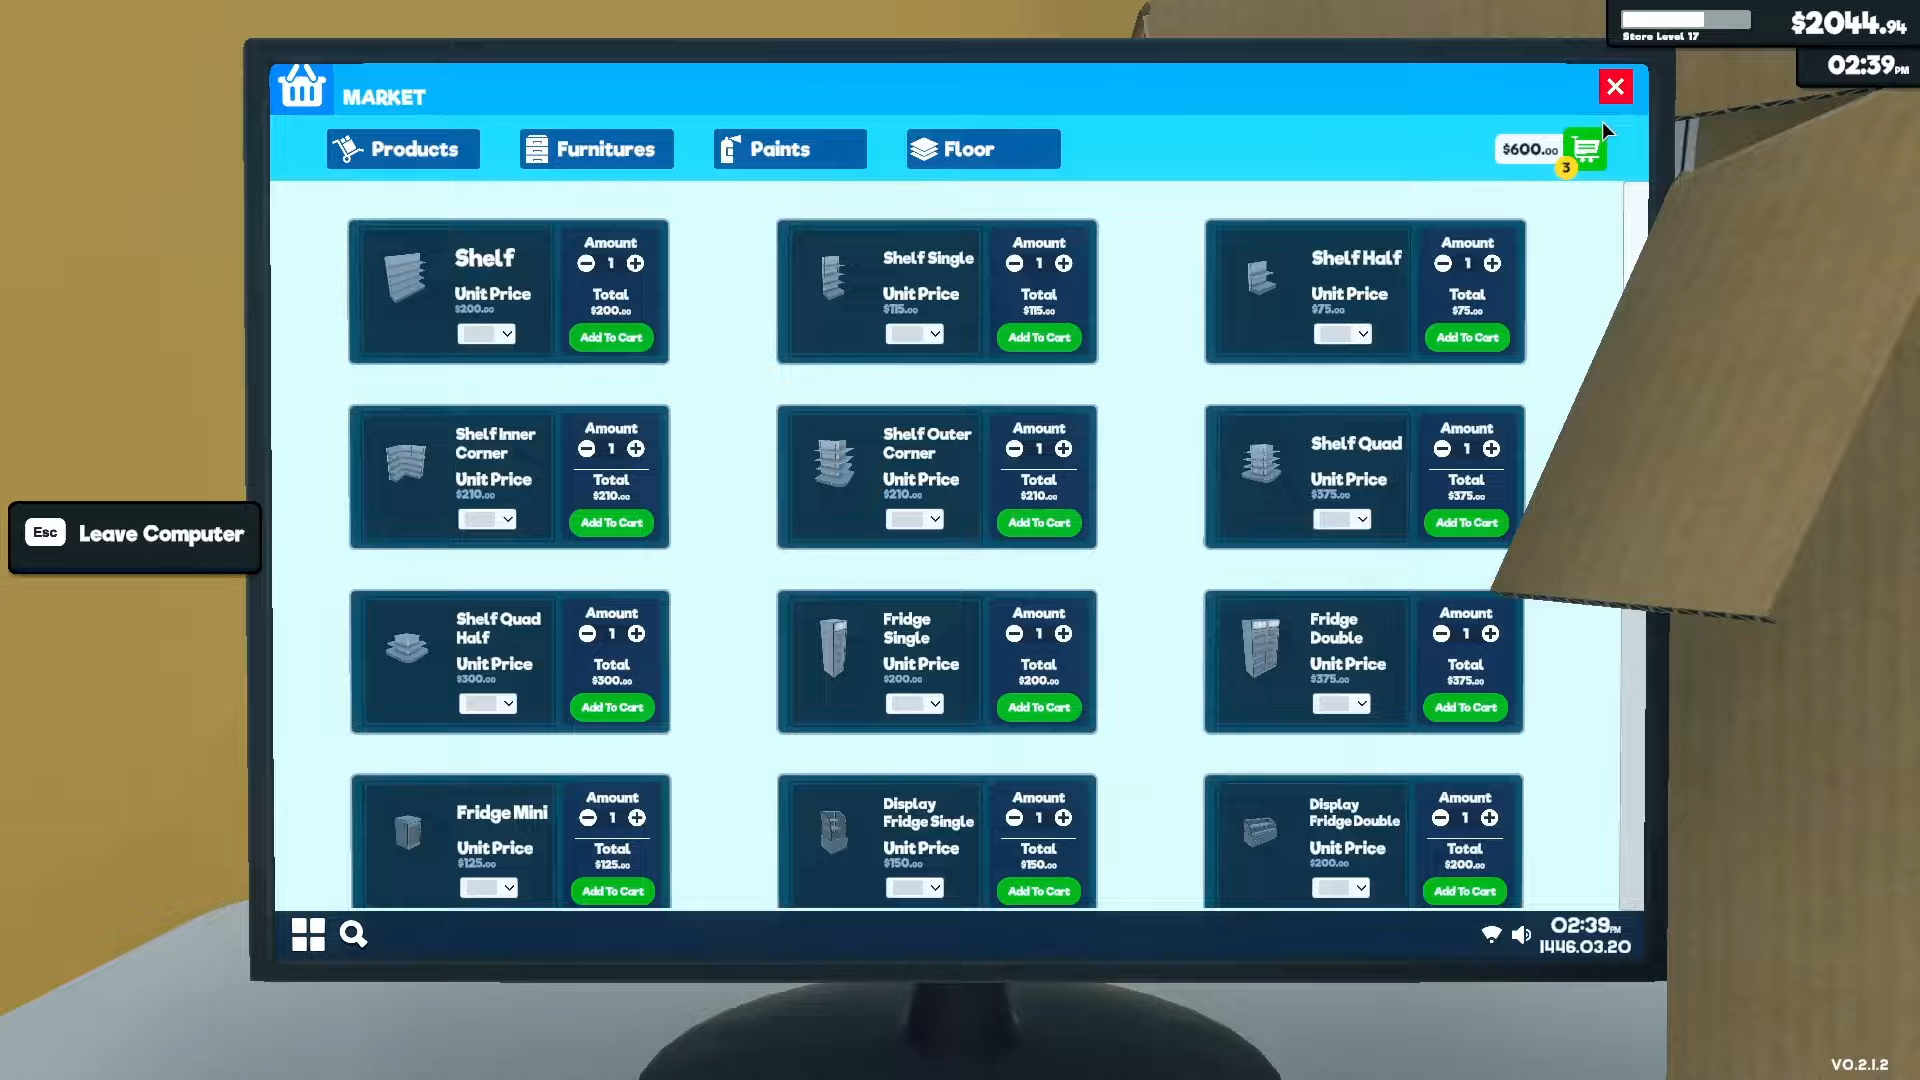 $2044.94
Store Level 17
02:39PM
MARKET
Products
Furnitures
Paints
Floor
$600.00
3
Shelf
Unit Price
$200.00
Amount
1
Total
$200.00
Add To Cart
Shelf Single
Unit Price
$115.00
Amount
1
Total
$115.00
Add To Cart
Shelf Half
Unit Price
$75.00
Amount
1
Total
$75.00
Add To Cart
Shelf Inner
Corner
Unit Price
$210.00
Amount
1
Total
$210.00
Add To Cart
Shelf Outer
Corner
Unit Price
$210.00
Amount
1
Total
$210.00
Add To Cart
Shelf Quad
Unit Price
$375.00
Amount
1
Total
$375.00
Add To Cart
Esc Leave Computer
Shelf Quad
Half
Unit Price
$300.00
Amount
1
Total
$300.00
Add To Cart
Fridge
Single
Unit Price
$200.00
Amount
1
Total
$200.00
Add To Cart
Fridge
Double
Unit Price
$375.00
Amount
1
Total
$375.00
Add To Cart
Fridge Mini
Unit Price
$125.00
Amount
1
Total
$125.00
Add To Cart
Display
Fridge Single
Unit Price
$150.00
Amount
1
Total
$150.00
Add To Cart
Display
Fridge Double
Unit Price
$200.00
Amount
1
Total
$200.00
Add To Cart
02:39PM
1446.03.20
V0.2.1.2